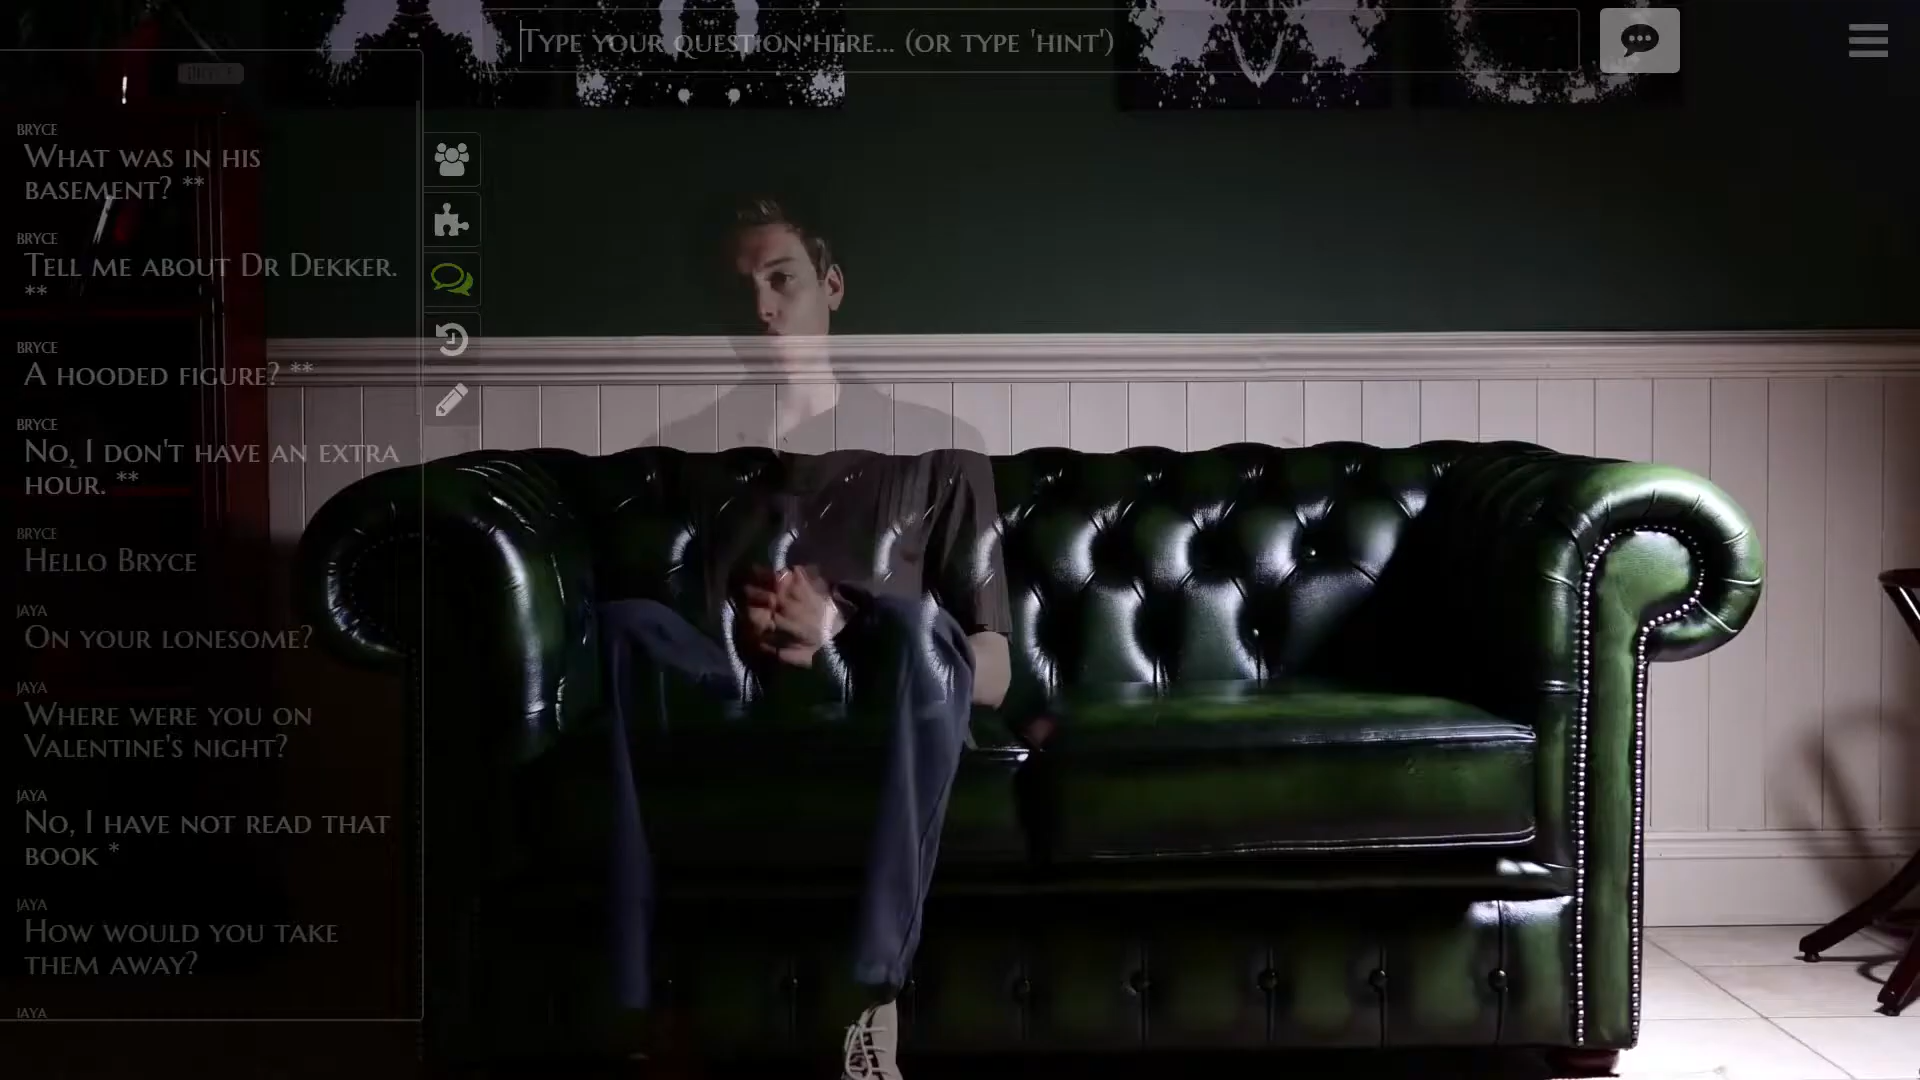 Type your question here... (or type 'hint')
BRYCE
BRYCE
What was in his
basement? **
BRYCE
Tell me about Dr Dekker.
**
BRYCE
A hooded figure? **
BRYCE
No, I don't have an extra
hour. **
BRYCE
Hello Bryce
JAYA
On your lonesome?
JAYA
Where were you on
Valentine's night?
JAYA
No, I have not read that
book *
JAYA
How would you take
them away?
JAYA